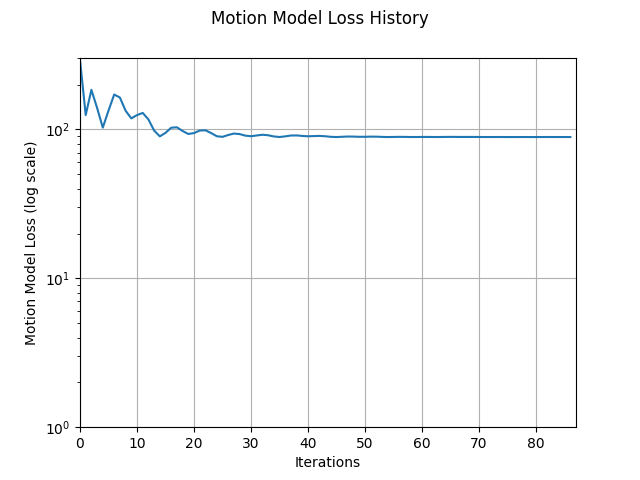 Motion Model Loss History
Motion Model Loss (log scale)
10²
10¹
10⁰
0 10 20 30 40 50 60 70 80
Iterations